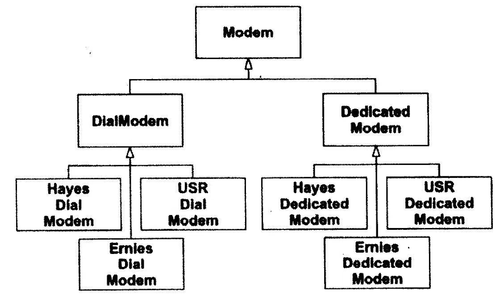 Modem
DialModem
Dedicated
Modem
Hayes
Dial
Modem
USR
Dial
Modem
Hayes
Dedicated
Modem
USR
Dedicated
Modem
Ernies
Dial
Modem
Ernies
Dedicated
Modem